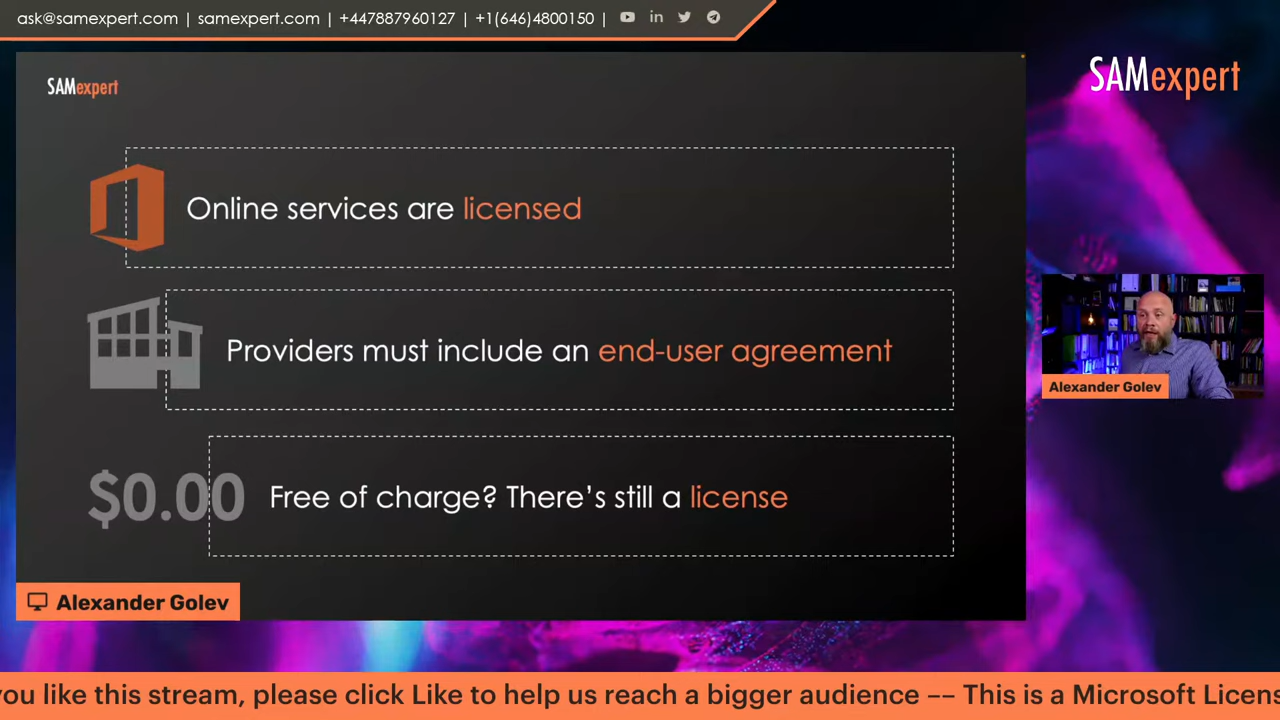 ask@samexpert.com | samexpert.com | +447887960127 | +1(646)4800150 |
SAMexpert
SAMexpert
Online services are licensed
Providers must include an end-user agreement
Alexander Golev
$0.00 Free of charge? There's still a license
Alexander Golev
you like this stream, please click Like to help us reach a bigger audience -- This is a Microsoft Licens